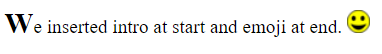 We inserted intro at start and emoji at end.